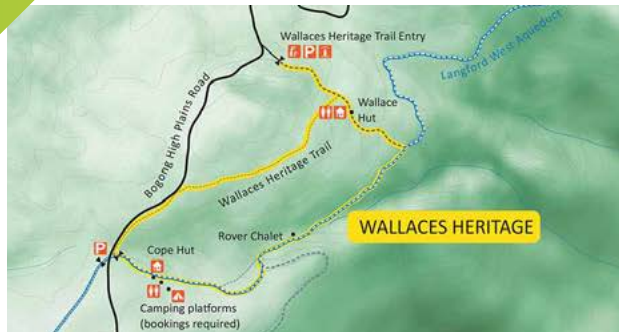 Wallaces Heritage Trail Entry
P
Langford West Aqueduct
Wallace
Hut
Bogong High Plains Road
Wallaces Heritage Trail
Rover Chalet
WALLACES HERITAGE
P
Cope Hut
Camping platforms
(bookings required)